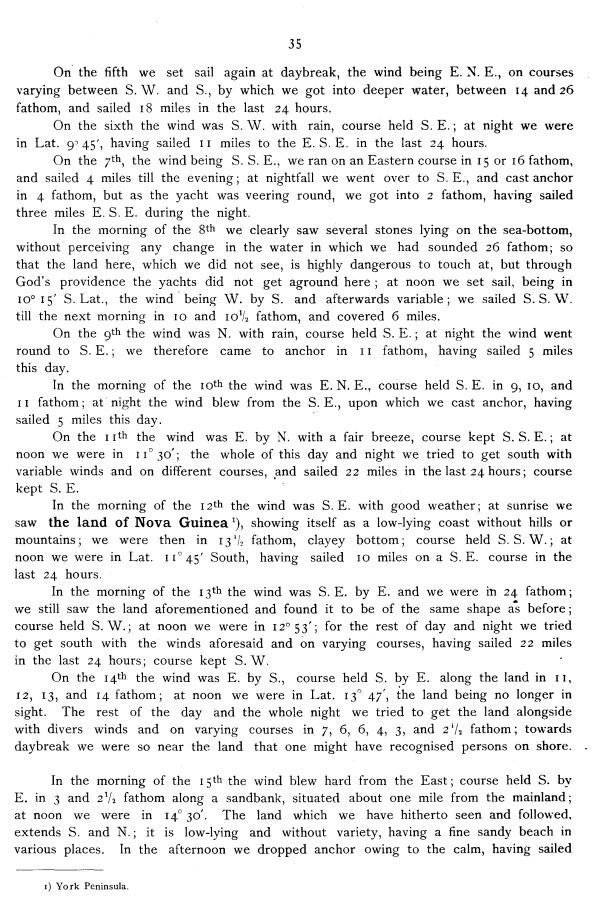 35
On the fifth we set sail again at daybreak, the wind being E. N. E., on courses
varying between S. W. and S., by which we got into deeper water, between 14 and 26
fathom, and sailed 18 miles in the last 24 hours.
On the sixth the wind was S. W. with rain, course held S. E.; at night we were
in Lat. 9° 45′, having sailed 11 miles to the E. S. E. in the last 24 hours.
On the 7th, the wind being S. S. E., we ran on an Eastern course in 15 or 16 fathom,
and sailed 4 miles till the evening; at nightfall we went over to S. E., and cast anchor
in 4 fathom, but as the yacht was veering round, we got into 2 fathom, having sailed
three miles E. S. E. during the night.
In the morning of the 8th we clearly saw several stones lying on the sea-bottom,
without perceiving any change in the water in which we had sounded 26 fathom; so
that the land here, which we did not see, is highly dangerous to touch at, but through
God's providence the yachts did not get aground here; at noon we set sail, being in
10° 15′ S. Lat., the wind being W. by S. and afterwards variable; we sailed S. S. W.
till the next morning in 10 and 10½ fathom, and covered 6 miles.
On the 9th the wind was N. with rain, course held S. E.; at night the wind went
round to S. E.; we therefore came to anchor in 11 fathom, having sailed 5 miles
this day.
In the morning of the 10th the wind was E. N. E., course held S. E. in 9, 10, and
11 fathom; at night the wind blew from the S. E., upon which we cast anchor, having
sailed 5 miles this day.
On the 11th the wind was E. by N. with a fair breeze, course kept S. S. E.; at
noon we were in 11° 30′; the whole of this day and night we tried to get south with
variable winds and on different courses, and sailed 22 miles in the last 24 hours; course
kept S. E.
In the morning of the 12th the wind was S. E. with good weather; at sunrise we
saw the land of Nova Guinea ¹), showing itself as a low-lying coast without hills or
mountains; we were then in 13½ fathom, clayey bottom; course held S. S. W.; at
noon we were in Lat. 11° 45′ South, having sailed 10 miles on a S. E. course in the
last 24 hours.
In the morning of the 13th the wind was S. E. by E. and we were in 24 fathom;
we still saw the land aforementioned and found it to be of the same shape as before;
course held S. W.; at noon we were in 12° 53′; for the rest of day and night we tried
to get south with the winds aforesaid and on varying courses, having sailed 22 miles
in the last 24 hours; course kept S. W.
On the 14th the wind was E. by S., course held S. by E. along the land in 11,
12, 13, and 14 fathom; at noon we were in Lat. 13° 47′, the land being no longer in
sight. The rest of the day and the whole night we tried to get the land alongside
with divers winds and on varying courses in 7, 6, 6, 4, 3, and 2½ fathom; towards
daybreak we were so near the land that one might have recognised persons on shore.
In the morning of the 15th the wind blew hard from the East; course held S. by
E. in 3 and 2½ fathom along a sandbank, situated about one mile from the mainland;
at noon we were in 14° 30′. The land which we have hitherto seen and followed,
extends S. and N.; it is low-lying and without variety, having a fine sandy beach in
various places. In the afternoon we dropped anchor owing to the calm, having sailed
1) York Peninsula.